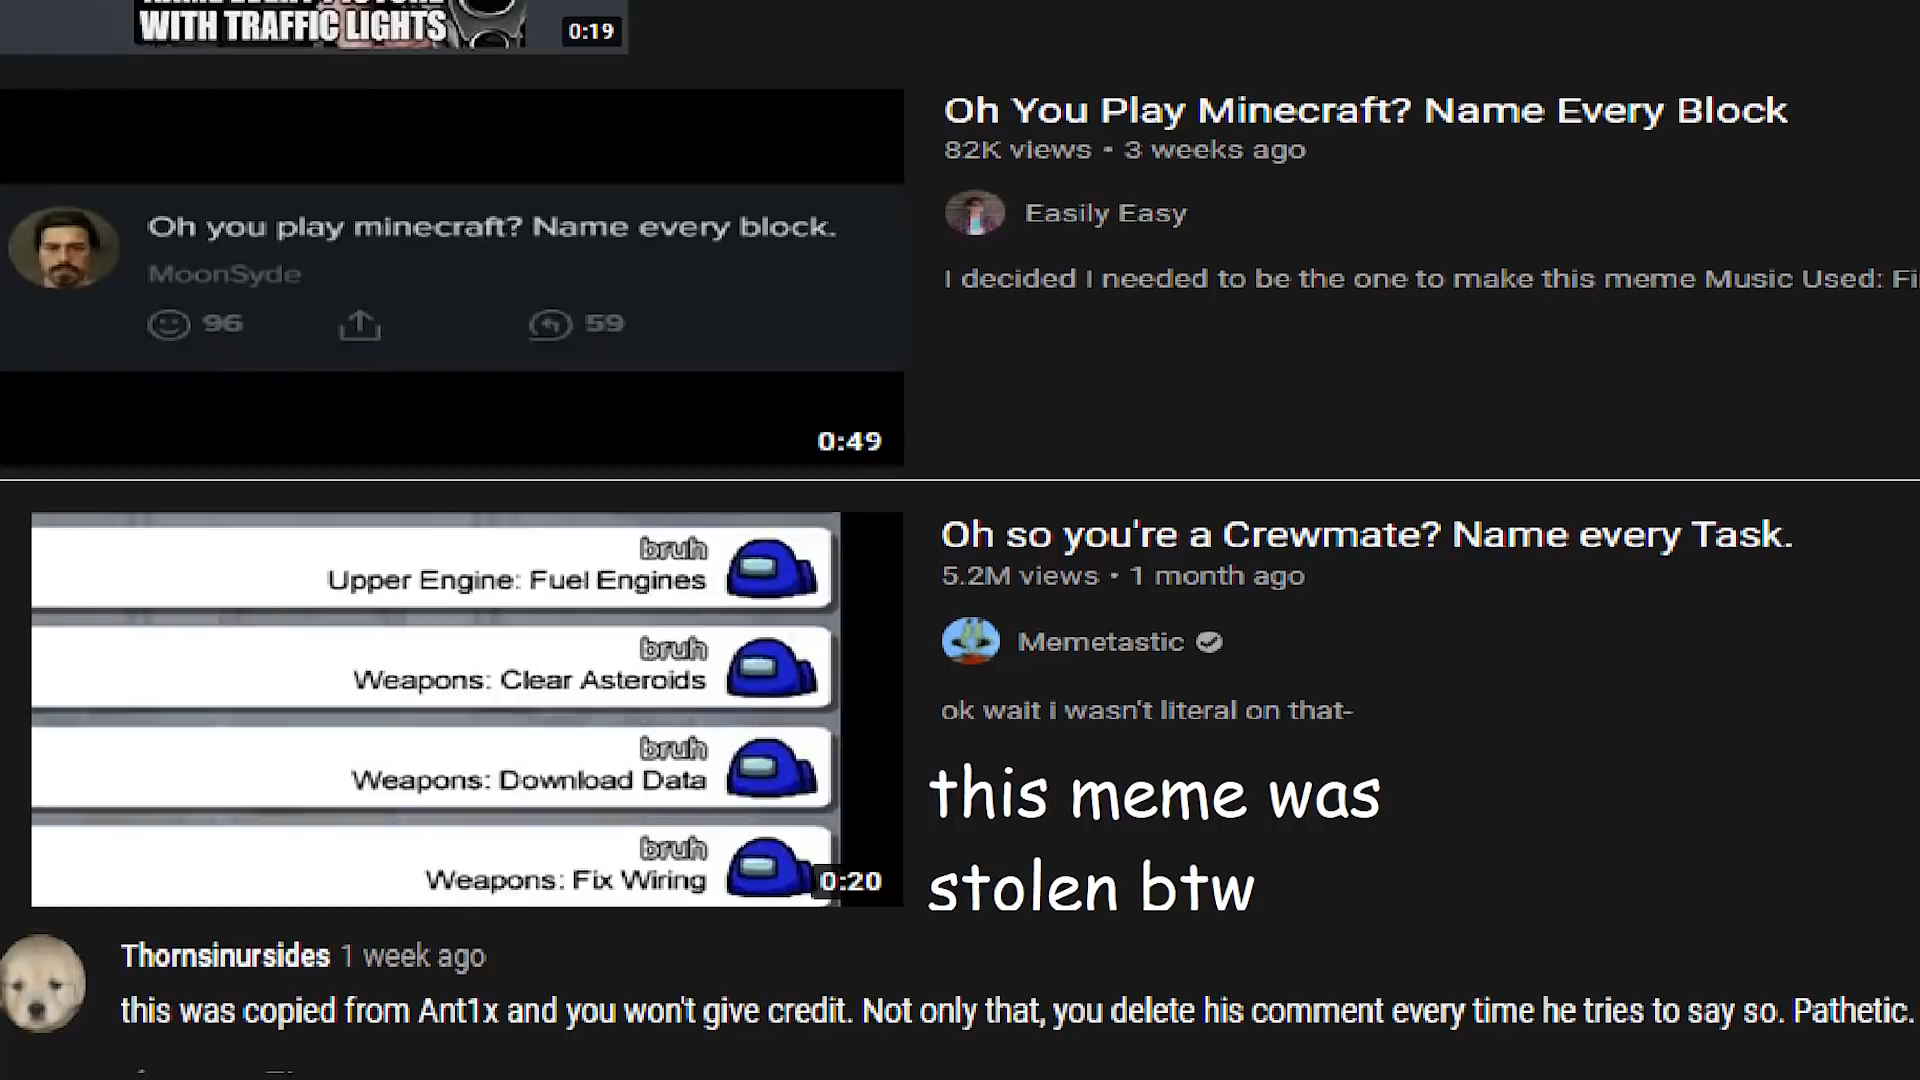 WITH TRAFFIC LIGHTS
0:19
Oh You Play Minecraft? Name Every Block
82K views • 3 weeks ago
Easily Easy
I decided I needed to be the one to make this meme Music Used: Fi
Oh you play minecraft? Name every block.
MoonSyde
96
59
0:49
Oh so you're a Crewmate? Name every Task.
5.2M views • 1 month ago
Memetastic
ok wait i wasn't literal on that-
bruh
Upper Engine: Fuel Engines
bruh
Weapons: Clear Asteroids
bruh
Weapons: Download Data
bruh
Weapons: Fix Wiring
0:20
this meme was
stolen btw
Thornsinursides 1 week ago
this was copied from Ant1x and you won't give credit. Not only that, you delete his comment every time he tries to say so. Pathetic.